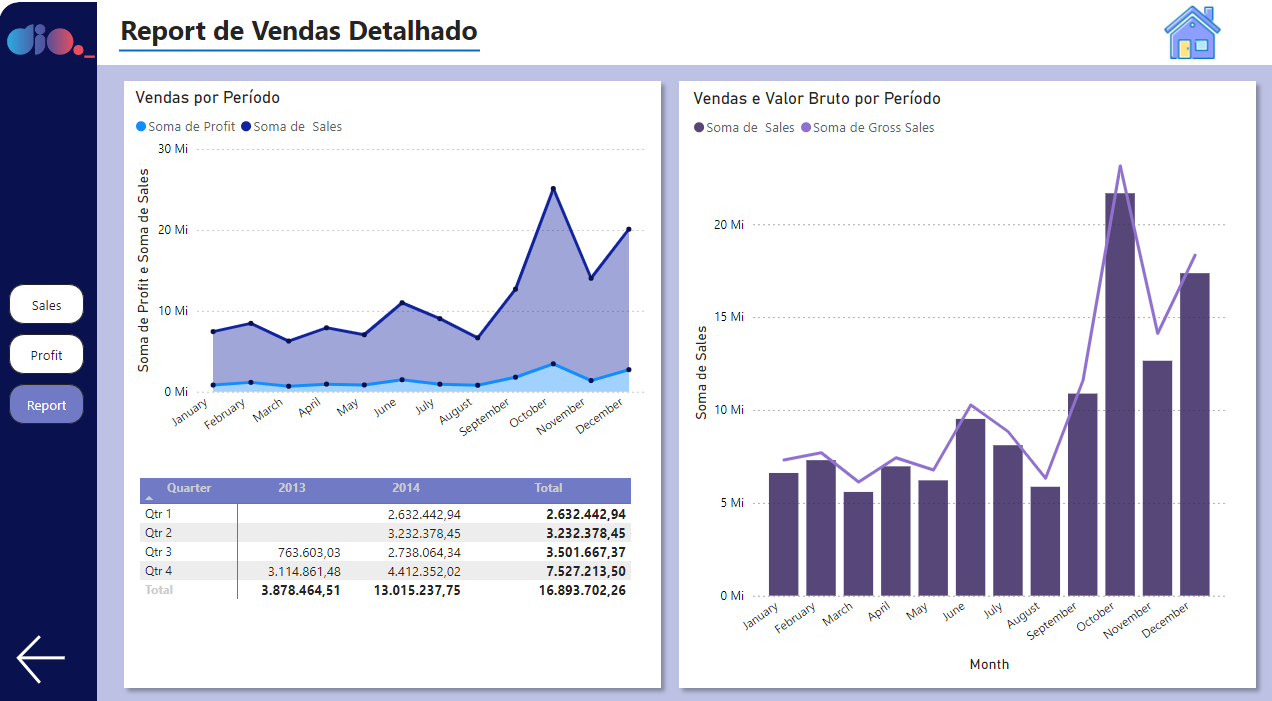 dio.
Report de Vendas Detalhado
Sales
Profit
Report
Vendas por Período
Soma de Profit Soma de Sales
Soma de Profit e Soma de Sales
30 Mi
20 Mi
10 Mi
0 Mi
January February March April May June July August September October November December
Quarter 2013 2014 Total
Qtr 1 2.632.442,94 2.632.442,94
Qtr 2 3.232.378,45 3.232.378,45
Qtr 3 763.603,03 2.738.064,34 3.501.667,37
Qtr 4 3.114.861,48 4.412.352,02 7.527.213,50
Total 3.878.464,51 13.015.237,75 16.893.702,26
Vendas e Valor Bruto por Período
Soma de Sales Soma de Gross Sales
Soma de Sales
20 Mi
15 Mi
10 Mi
5 Mi
0 Mi
January February March April May June July August September October November December
Month